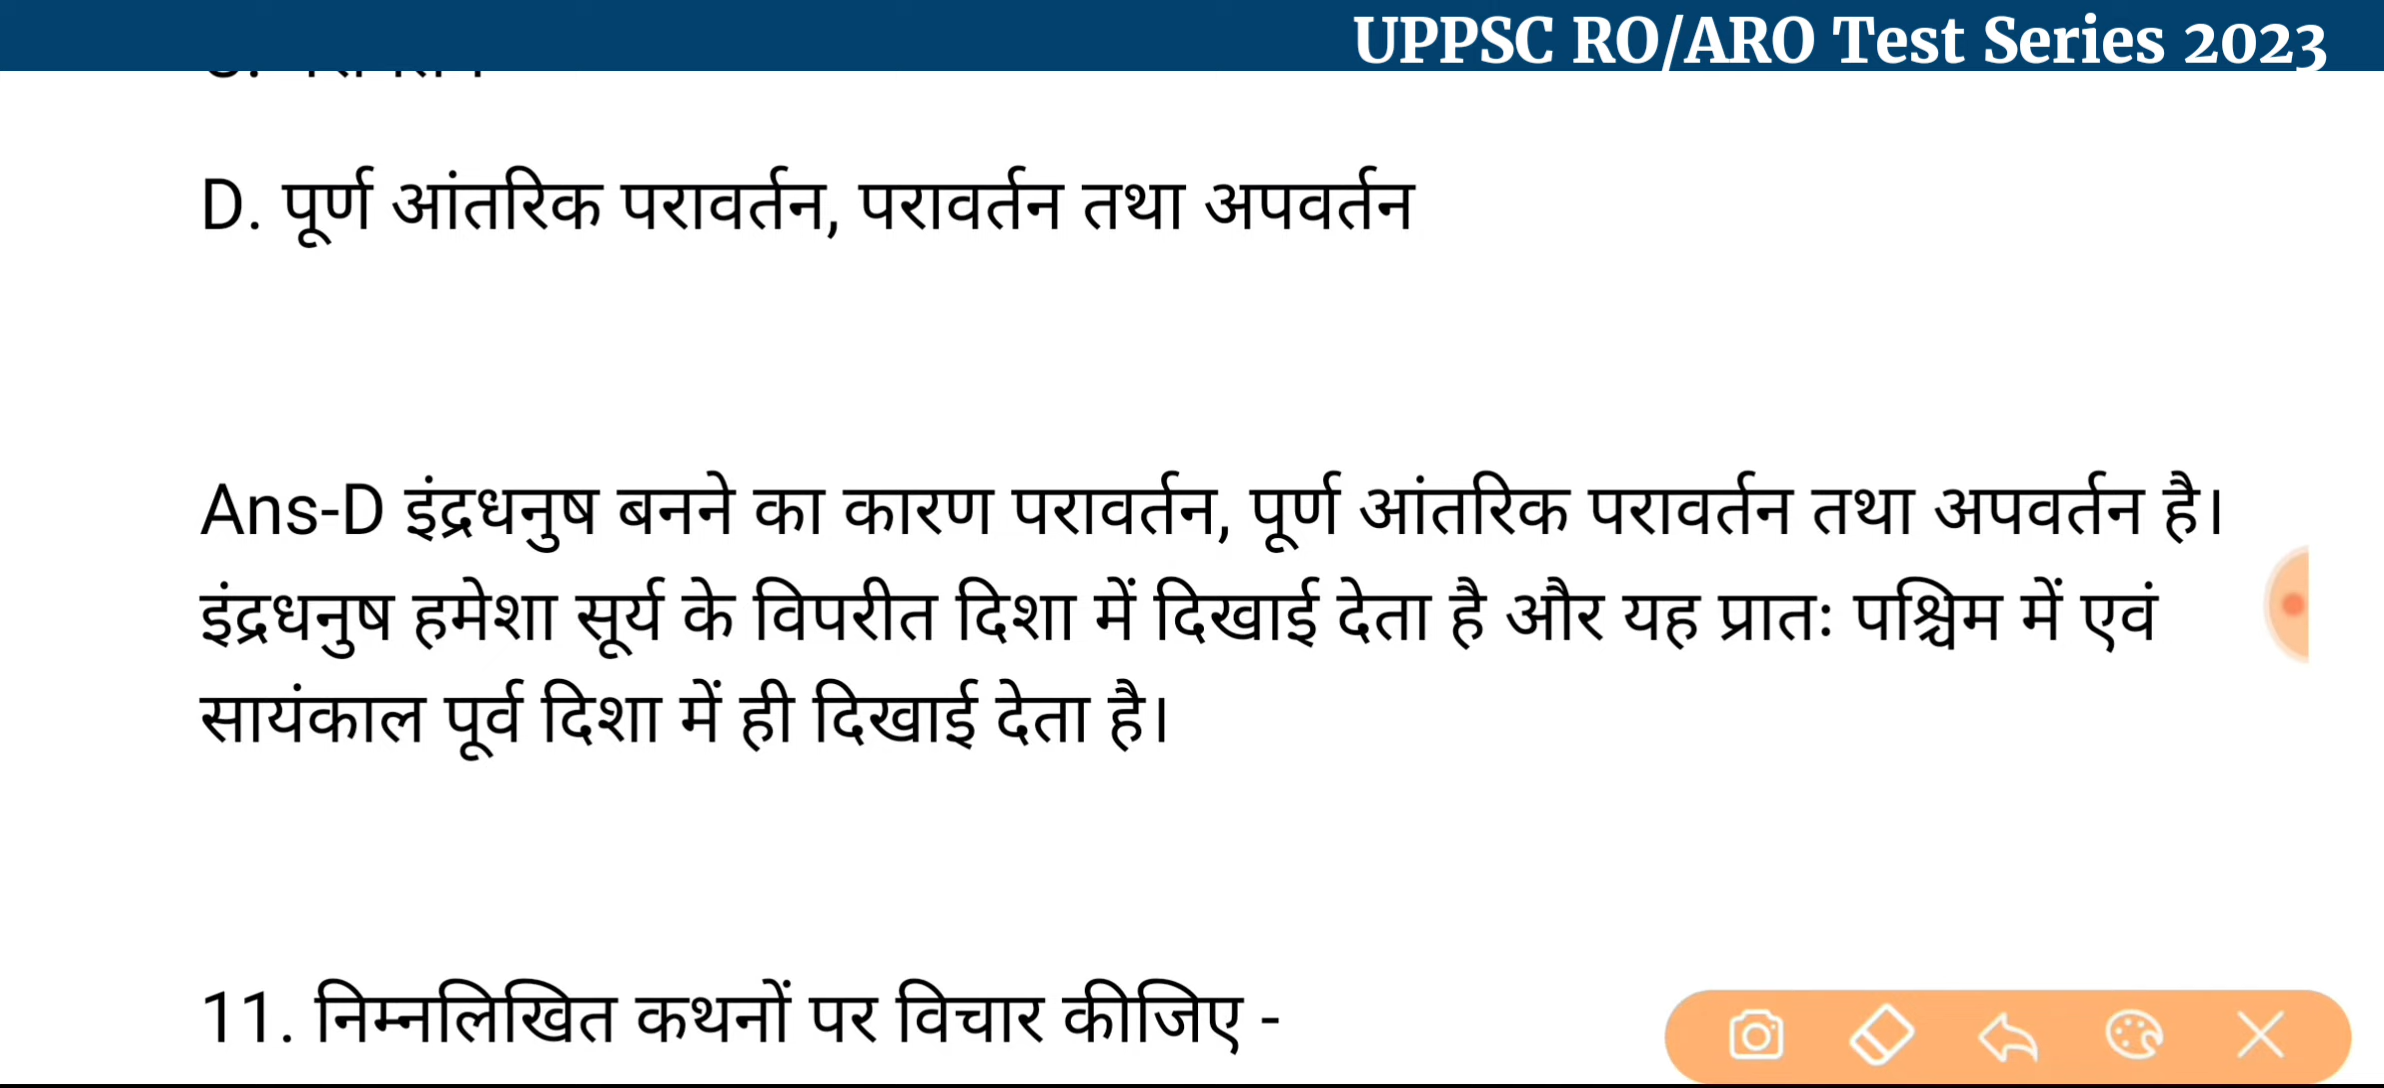 UPPSC RO/ARO Test Series 2023
D. पूर्ण आंतरिक परावर्तन, परावर्तन तथा अपवर्तन
Ans-D इंद्रधनुष बनने का कारण परावर्तन, पूर्ण आंतरिक परावर्तन तथा अपवर्तन है।
इंद्रधनुष हमेशा सूर्य के विपरीत दिशा में दिखाई देता है और यह प्रातः पश्चिम में एवं
सायंकाल पूर्व दिशा में ही दिखाई देता है।
11. निम्नलिखित कथनों पर विचार कीजिए -